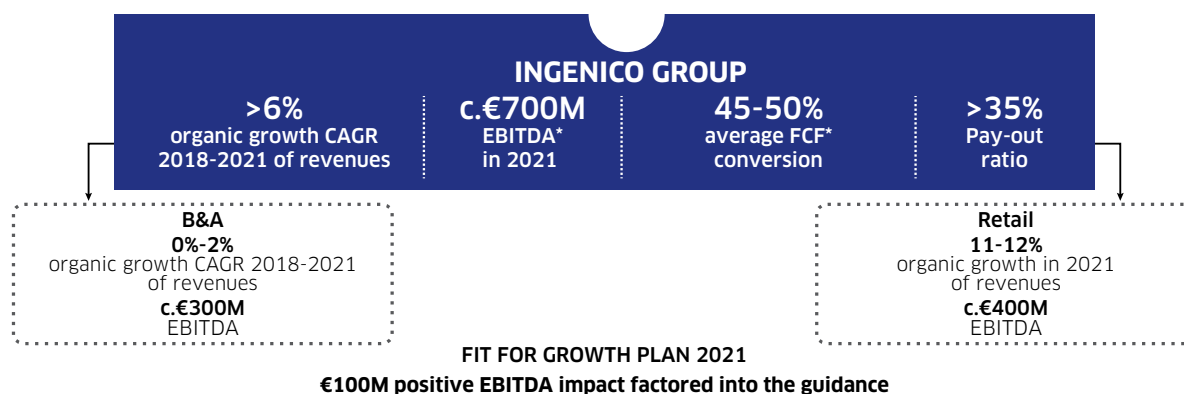 INGENICO GROUP
>6%
organic growth CAGR
2018-2021 of revenues
c.€700M
EBITDA*
in 2021
45-50%
average FCF*
conversion
>35%
Pay-out
ratio
B&A
0%-2%
organic growth CAGR 2018-2021
of revenues
c.€300M
EBITDA
Retail
11-12%
organic growth in 2021
of revenues
c.€400M
EBITDA
FIT FOR GROWTH PLAN 2021
€100M positive EBITDA impact factored into the guidance